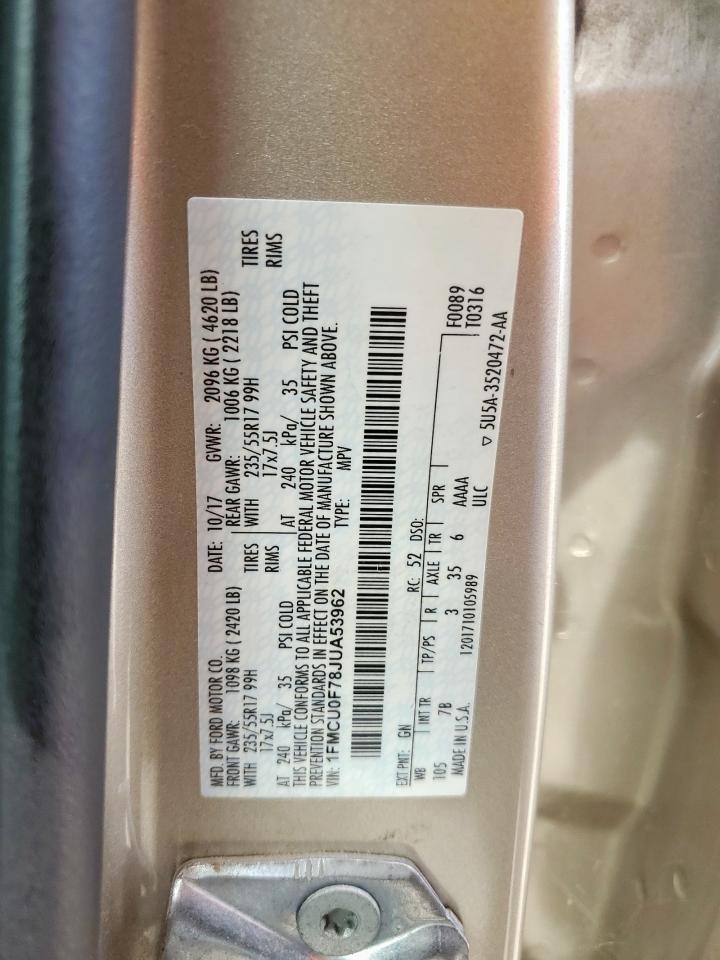 MFD. BY FORD MOTOR CO. DATE: 10/17 GVWR: 2096 KG ( 4620 LB)
FRONT GAWR: 1098 KG ( 2420 LB) REAR GAWR: 1006 KG ( 2218 LB)
WITH 235/55R17 99H TIRES WITH 235/55R17 99H TIRES
17x7.5J RIMS 17x7.5J RIMS
AT 240 kPa/ 35 PSI COLD AT 240 kPa/ 35 PSI COLD
THIS VEHICLE CONFORMS TO ALL APPLICABLE FEDERAL MOTOR VEHICLE SAFETY AND THEFT
PREVENTION STANDARDS IN EFFECT ON THE DATE OF MANUFACTURE SHOWN ABOVE.
VIN: 1FMCU0F78JUA53962 TYPE: MPV
EXT PNT: GN RC: 52 DSO: F0089
WB INT TR TP/PS R AXLE TR SPR T0316
105 7B 3 35 6 AAAA
MADE IN U.S.A. 1201710105989 ULC ▽ 5U5A-3520472-AA